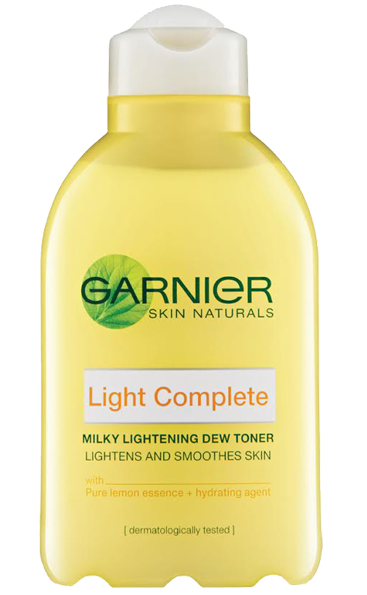 GARNIER
SKIN NATURALS
Light Complete
MILKY LIGHTENING DEW TONER
LIGHTENS AND SMOOTHES SKIN
with
Pure lemon essence + hydrating agent
[ dermatologically tested ]